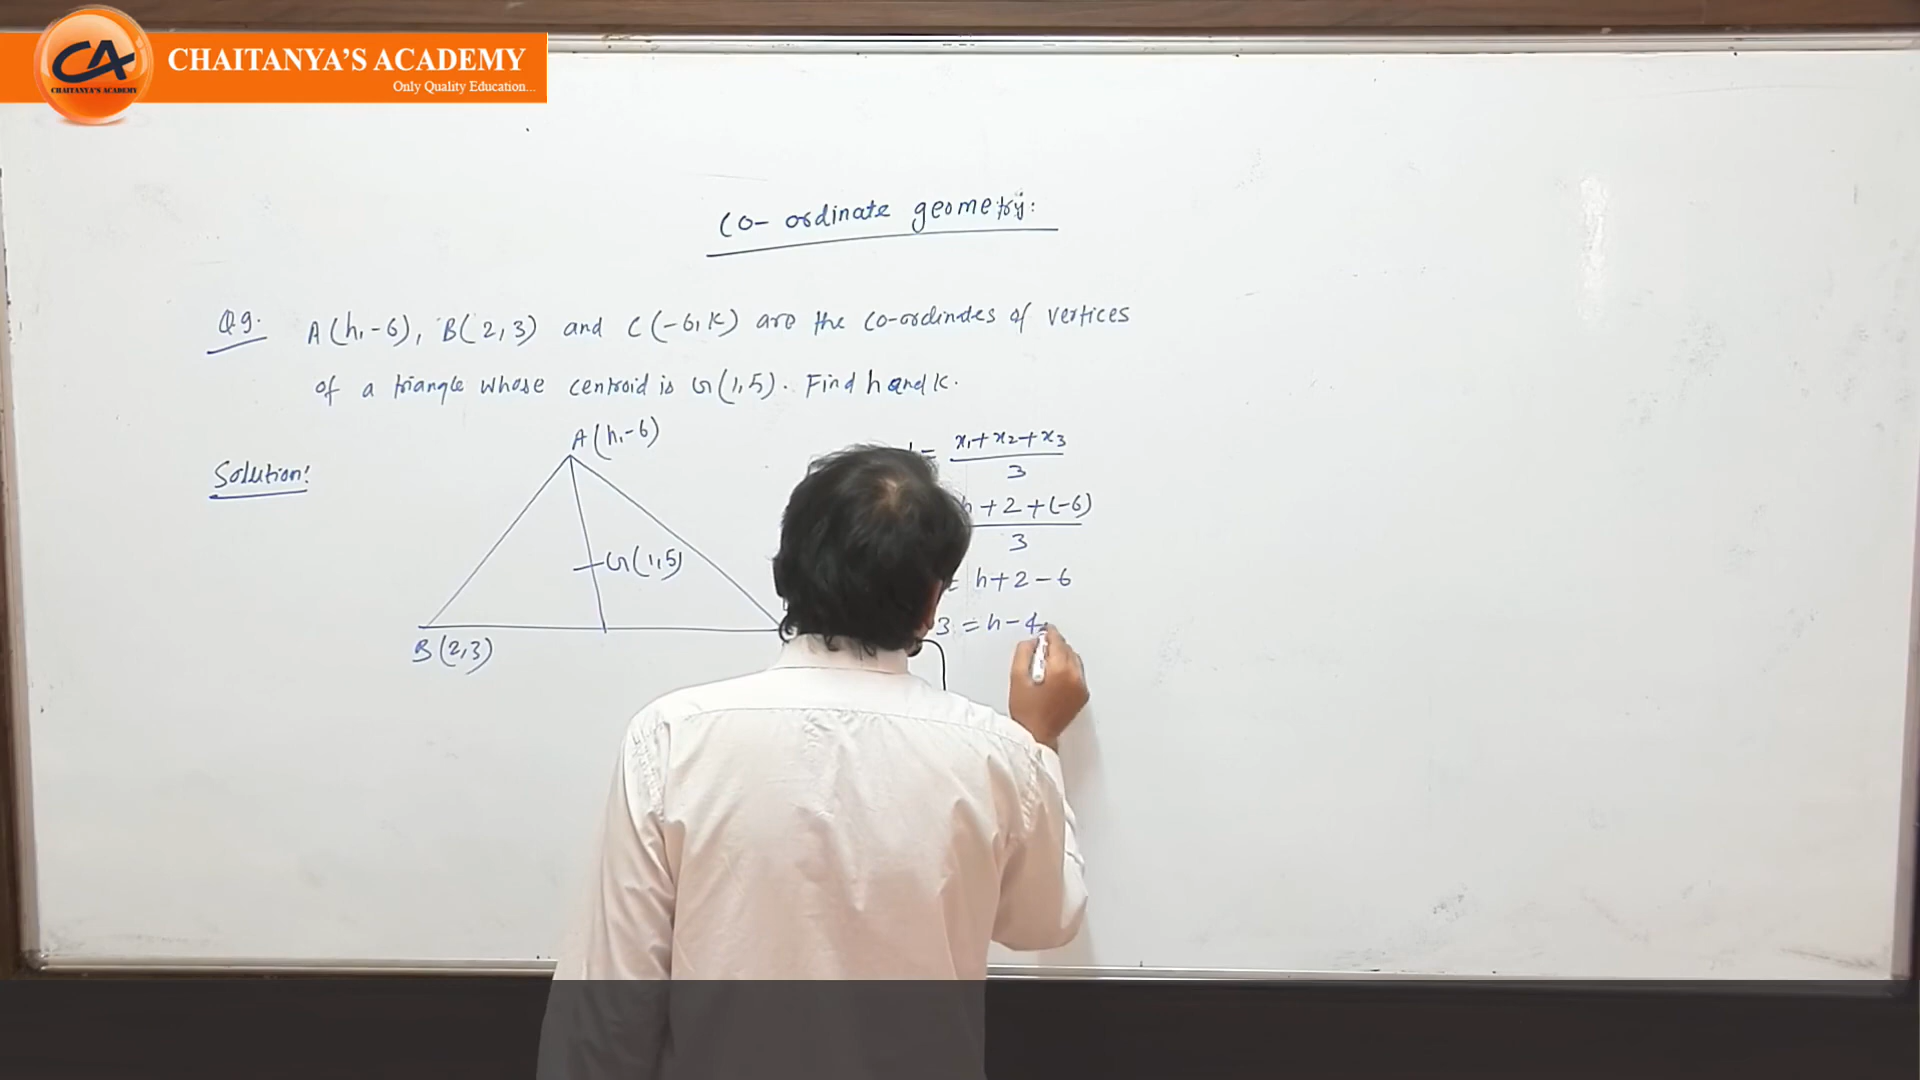 CA
CHAITANYA'S ACADEMY
CHAITANYA'S ACADEMY
Only Quality Education...
Co-ordinate geometry:
Q9. A(h,-6), B(2,3) and C(-6,K) are the co-ordinates of vertices
of a triangle whose centroid is G(1,5). Find h and k.
Solution:
A(h,-6)
G(1,5)
B(2,3)
= x1+x2+x3
3
h+2+(-6)
3
= h+2-6
3 = h-4